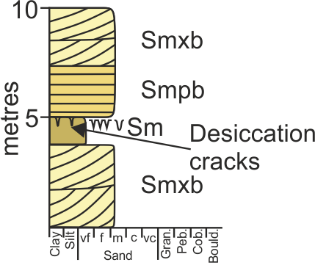 10
Smxb
Smpb
5
Sm
Desiccation
cracks
Smxb
metres
Clay
Silt
vf f m c vc
Sand
Gran.
Peb.
Cob.
Bould.